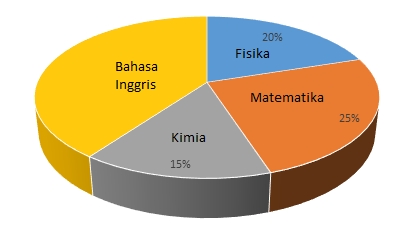 20%
Fisika
Bahasa
Inggris
Matematika
25%
Kimia
15%